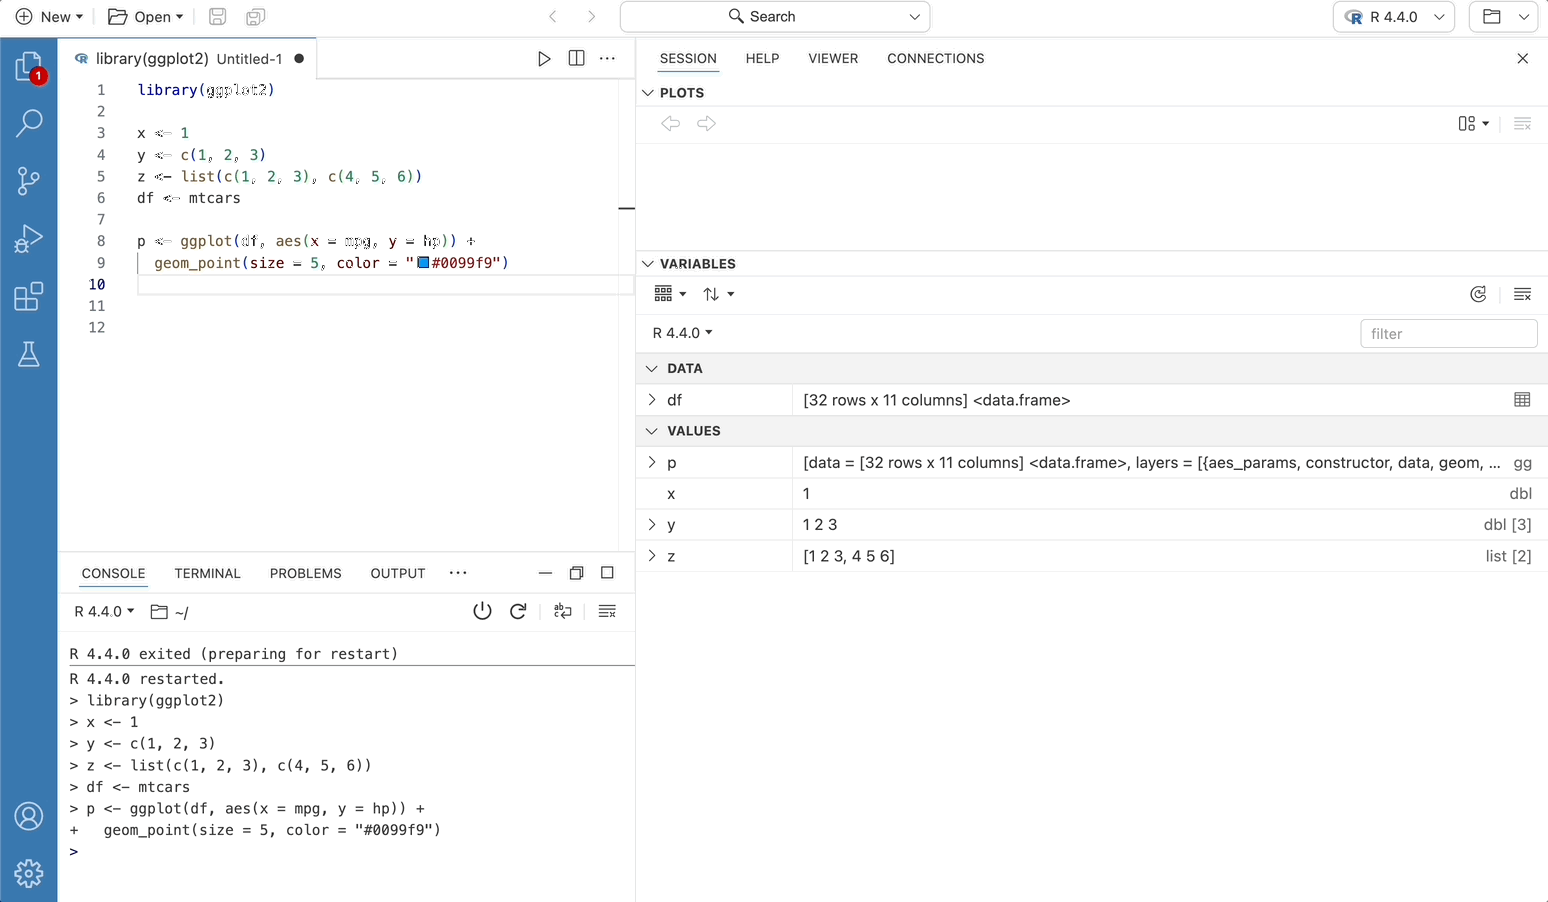 New
Open
Search
R 4.4.0
1
library(ggplot2) Untitled-1
1 library(ggplot2)
2
3 x <- 1
4 y <- c(1, 2, 3)
5 z <- list(c(1, 2, 3), c(4, 5, 6))
6 df <- mtcars
7
8 p <- ggplot(df, aes(x = mpg, y = hp)) +
9 geom_point(size = 5, color = "#0099f9")
10
11
12
CONSOLE TERMINAL PROBLEMS OUTPUT ...
R 4.4.0 ~/
R 4.4.0 exited (preparing for restart)
R 4.4.0 restarted.
> library(ggplot2)
> x <- 1
> y <- c(1, 2, 3)
> z <- list(c(1, 2, 3), c(4, 5, 6))
> df <- mtcars
> p <- ggplot(df, aes(x = mpg, y = hp)) +
+ geom_point(size = 5, color = "#0099f9")
>
SESSION HELP VIEWER CONNECTIONS
PLOTS
VARIABLES
R 4.4.0
filter
DATA
df [32 rows x 11 columns] <data.frame>
VALUES
p [data = [32 rows x 11 columns] <data.frame>, layers = [{aes_params, constructor, data, geom, ... gg
x 1 dbl
y 1 2 3 dbl [3]
z [1 2 3, 4 5 6] list [2]